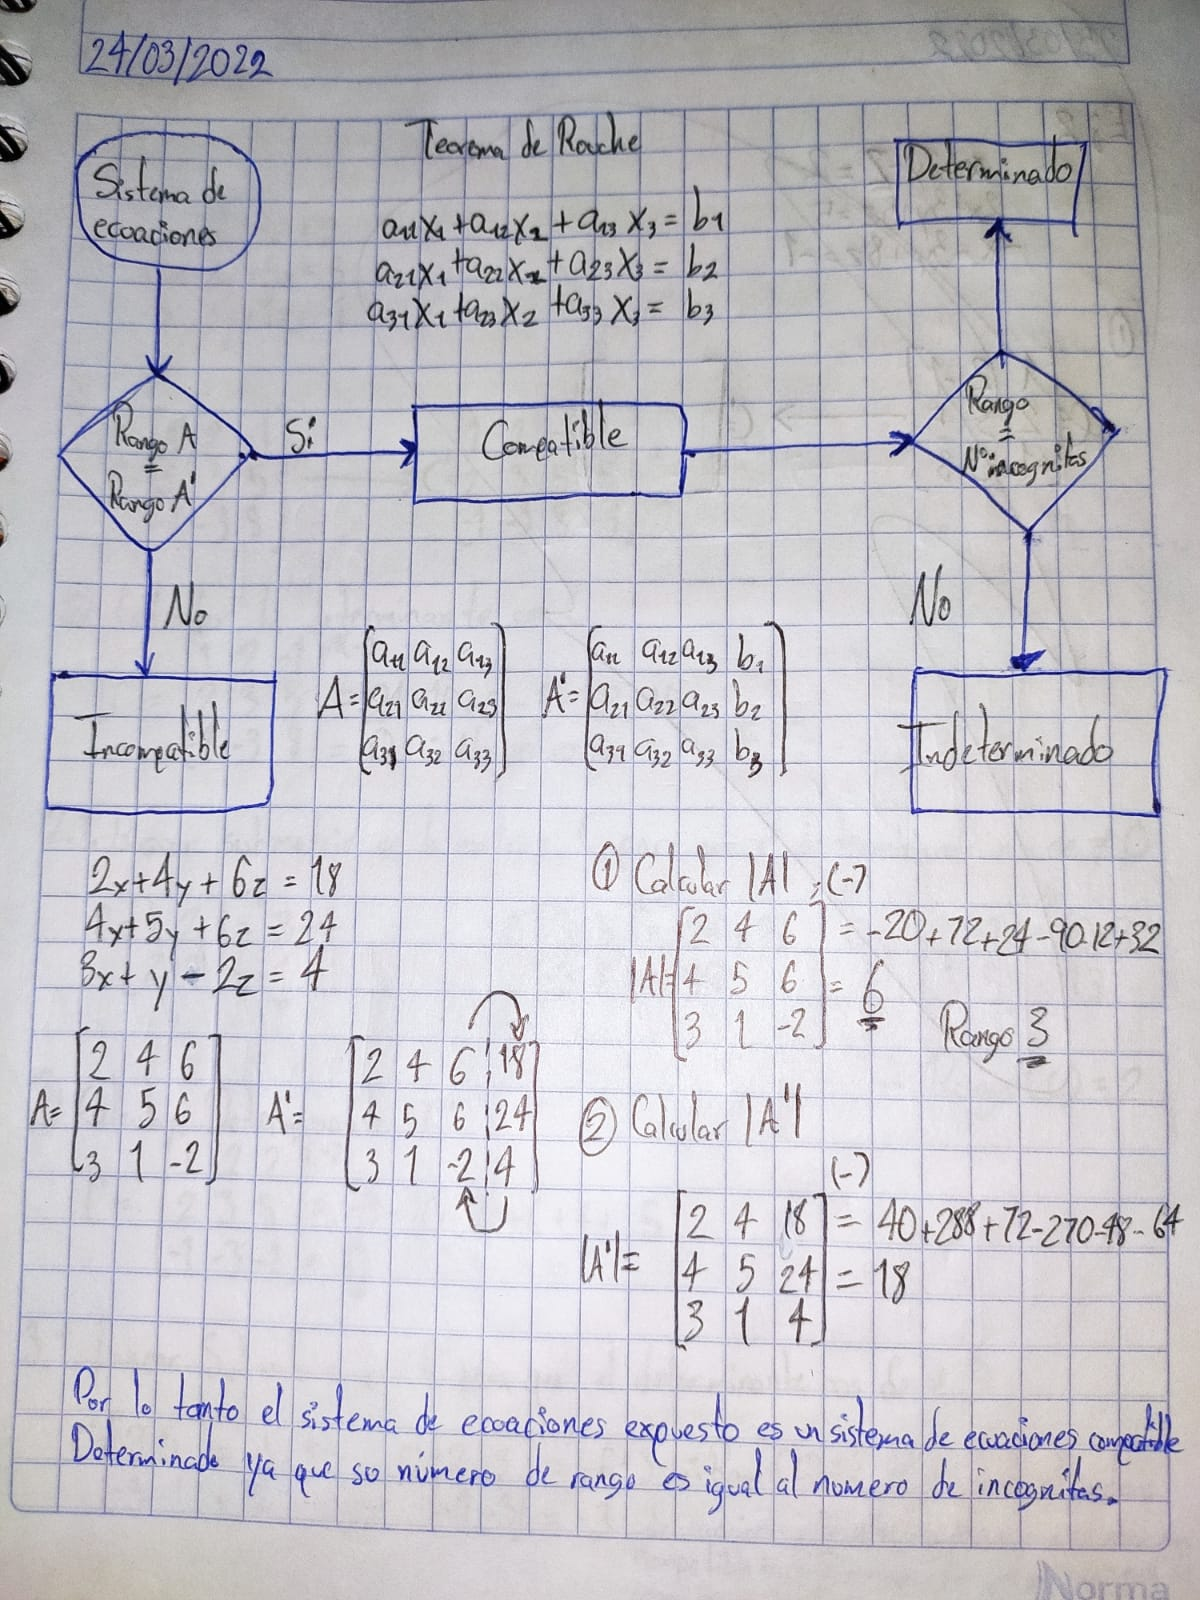 24/03/2022
Teorema de Rouche
Sistema de
ecuaciones
Determinado
a11x1+a12x2+a13x3= b1
a21x1+a22x2+a23x3= b2
a31x1+a23x2+a33x3= b3
Rango A
=
Rango A'
Si
Compatible
Rango
=
N° incognitas
No
No
Incompatible
Indeterminado
A=[a11 a12 a13
a21 a22 a23
a31 a32 a33]
A'=[a11 a12 a13 b1
a21 a22 a23 b2
a31 a32 a33 b3]
2x+4y+6z=18
4x+5y+6z=24
3x+y-2z=4
① Calcular |A| ; (-)
|A|=[2 4 6
4 5 6
3 1 -2]
= -20+72+24-90-12+32
= 6
Rango 3
A=[2 4 6
4 5 6
3 1 -2]
A'=[2 4 6 ¦ 18
4 5 6 ¦ 24
3 1 -2 ¦ 4]
② Calcular |A'|
(-)
|A'|=[2 4 18
4 5 24
3 1 4]
= 40+288+72-270-48-64
= 18
Por lo tanto el sistema de ecuaciones expuesto es un sistema de ecuaciones compatible
Determinado ya que su número de rango es igual al numero de incognitas.
Norma